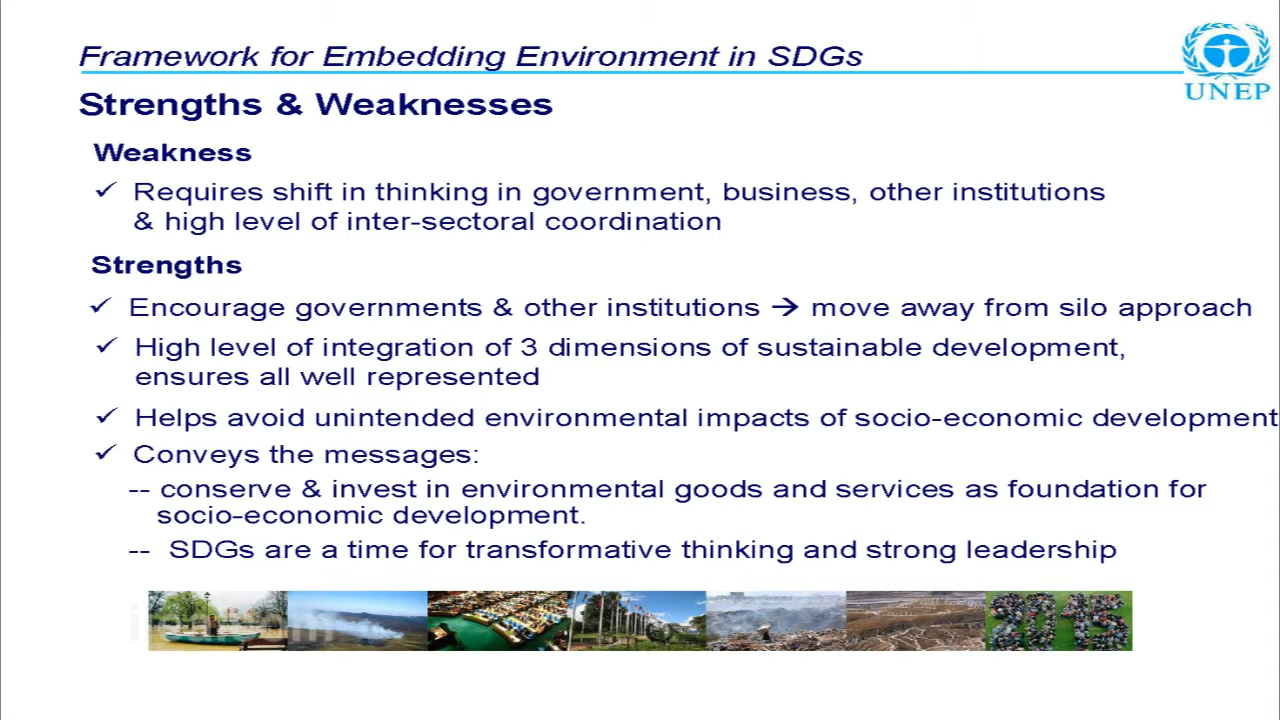 Framework for Embedding Environment in SDGs
UNEP
Strengths & Weaknesses
Weakness
✓ Requires shift in thinking in government, business, other institutions
& high level of inter-sectoral coordination
Strengths
✓ Encourage governments & other institutions → move away from silo approach
✓ High level of integration of 3 dimensions of sustainable development,
ensures all well represented
✓ Helps avoid unintended environmental impacts of socio-economic development
✓ Conveys the messages:
-- conserve & invest in environmental goods and services as foundation for
socio-economic development.
-- SDGs are a time for transformative thinking and strong leadership
2015